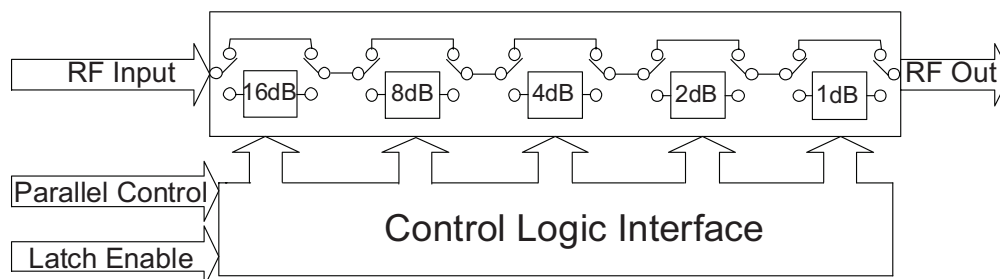 RF Input
16dB
8dB
4dB
2dB
1dB
RF Out
Parallel Control
Control Logic Interface
Latch Enable